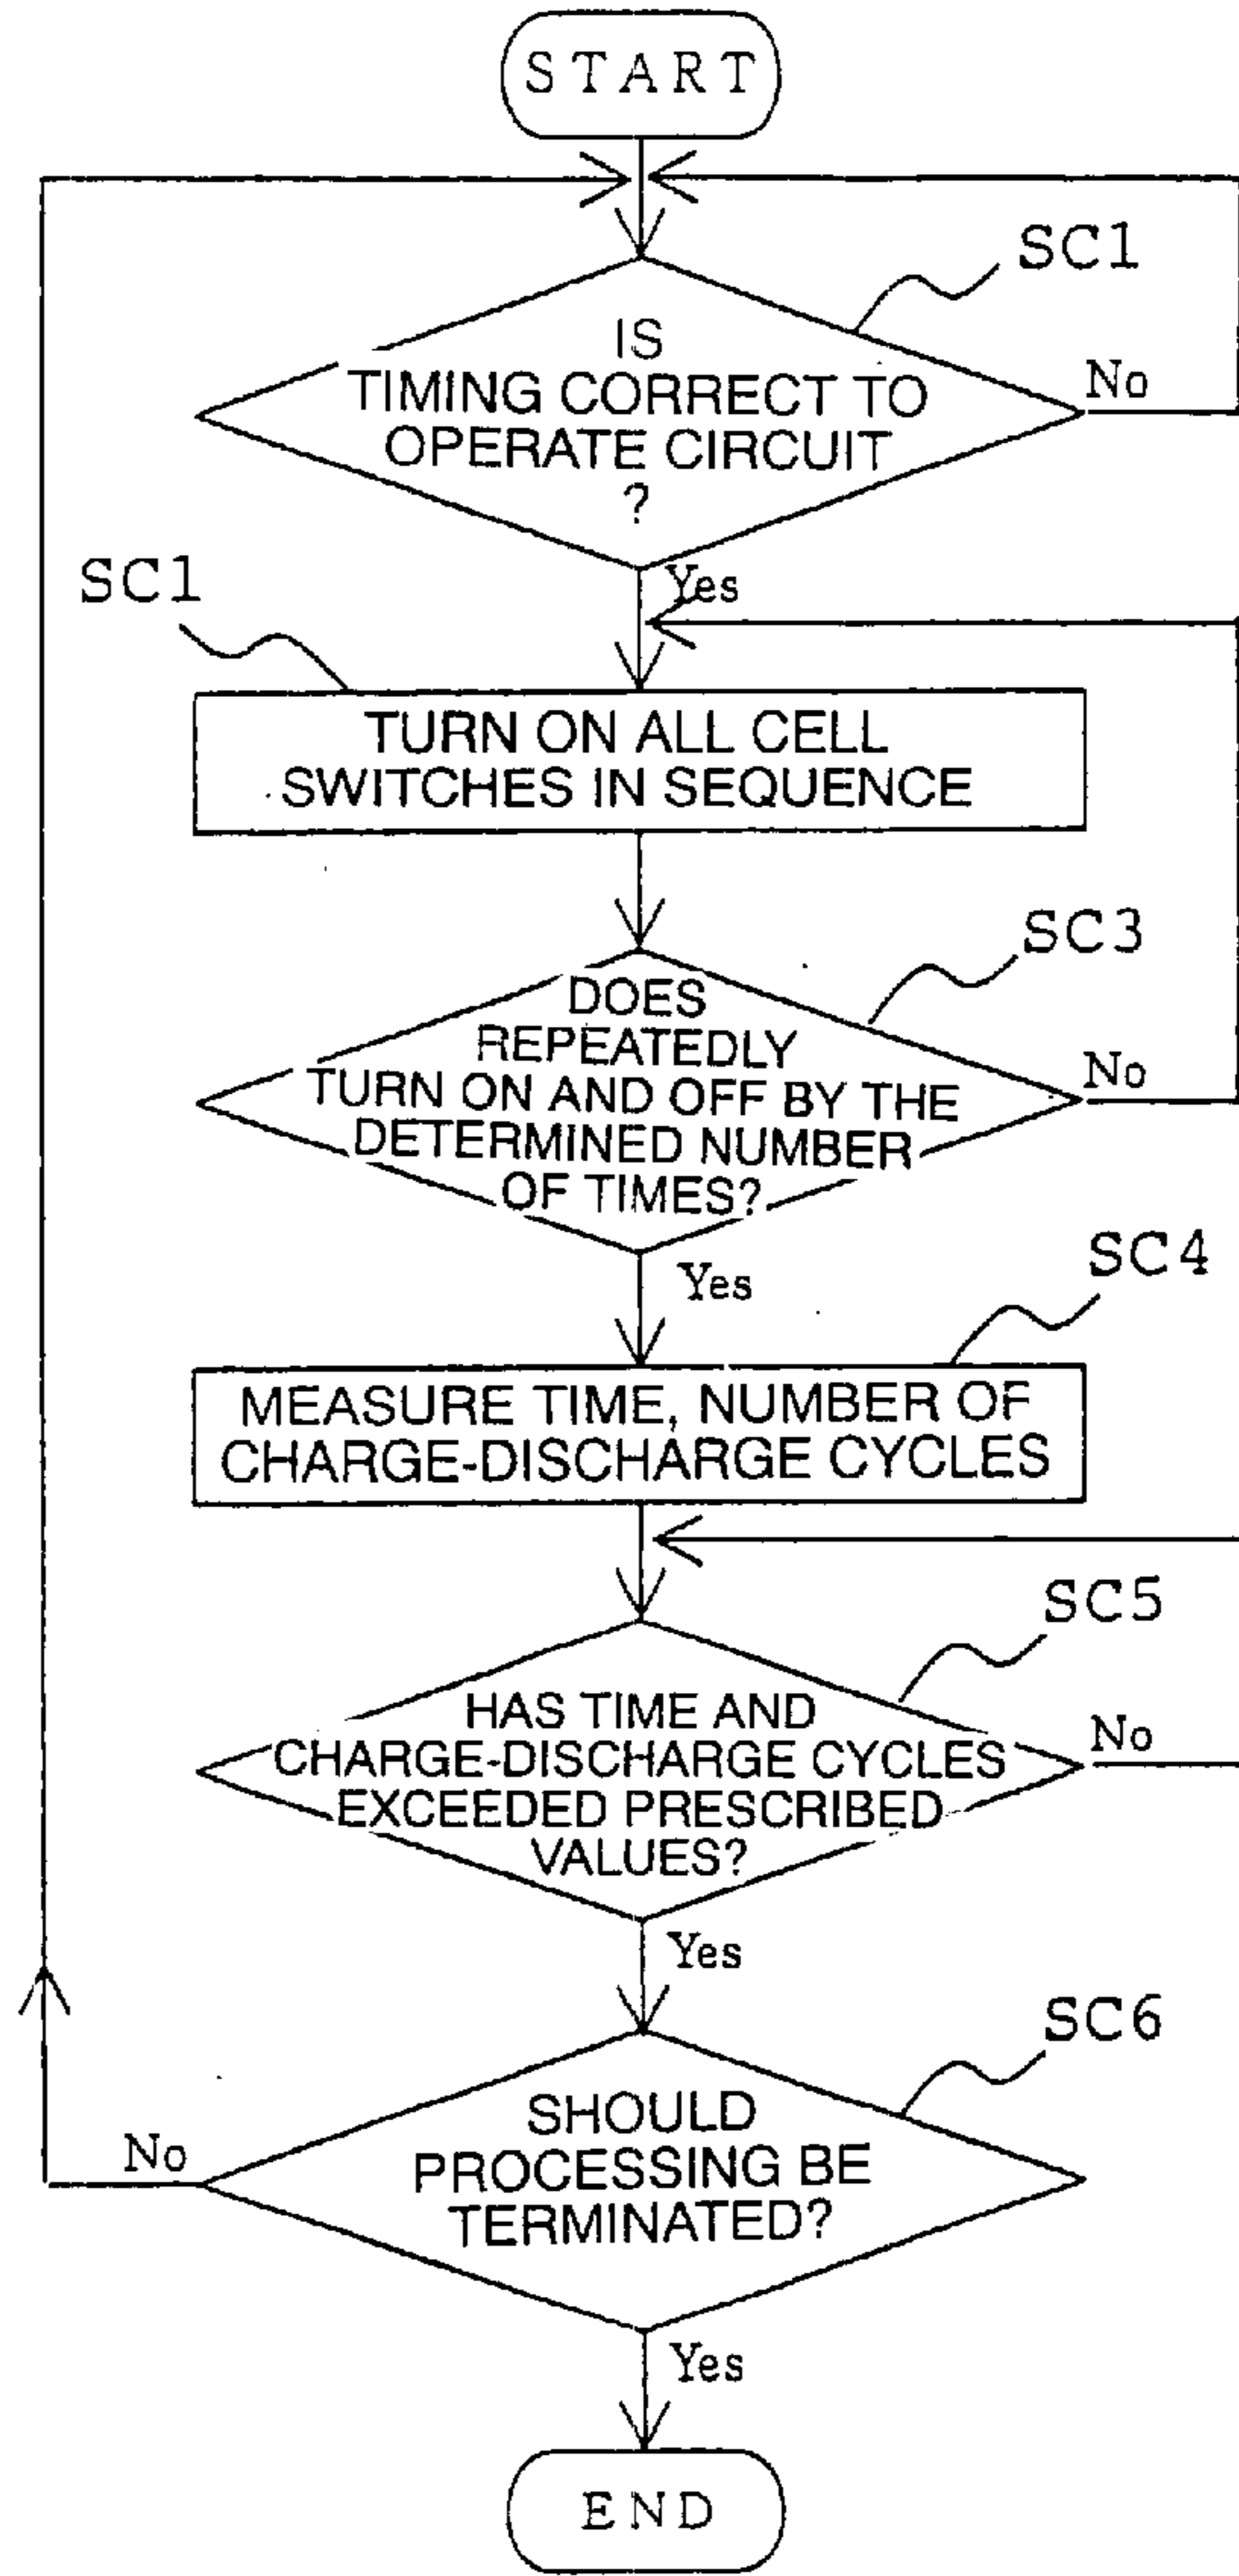 START
SC1
IS
TIMING CORRECT TO
OPERATE CIRCUIT
?
No
Yes
SC1
TURN ON ALL CELL
SWITCHES IN SEQUENCE
SC3
DOES
REPEATEDLY
TURN ON AND OFF BY THE
DETERMINED NUMBER
OF TIMES?
No
Yes
SC4
MEASURE TIME, NUMBER OF
CHARGE-DISCHARGE CYCLES
SC5
HAS TIME AND
CHARGE-DISCHARGE CYCLES
EXCEEDED PRESCRIBED
VALUES?
No
Yes
SC6
SHOULD
PROCESSING BE
TERMINATED?
No
Yes
END